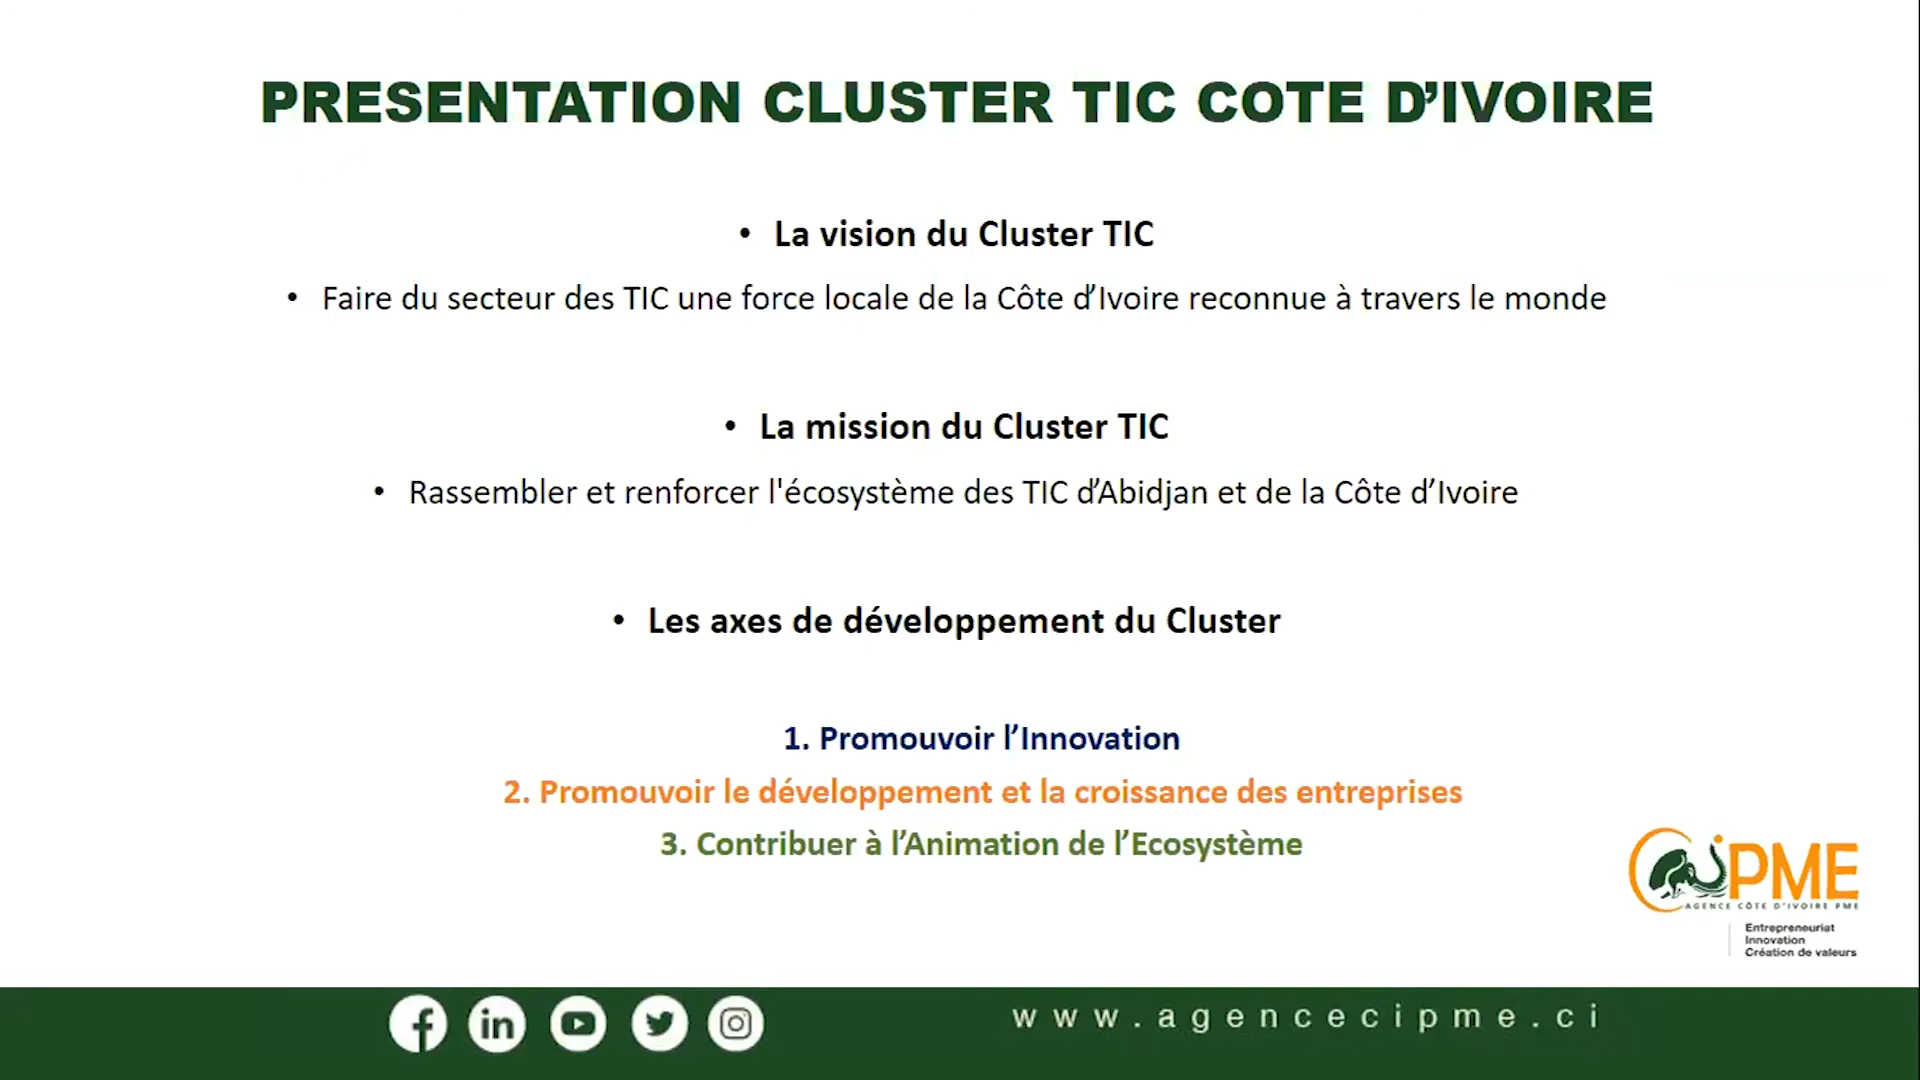 PRESENTATION CLUSTER TIC COTE D’IVOIRE
• La vision du Cluster TIC
• Faire du secteur des TIC une force locale de la Côte d’Ivoire reconnue à travers le monde
• La mission du Cluster TIC
• Rassembler et renforcer l'écosystème des TIC d’Abidjan et de la Côte d’Ivoire
• Les axes de développement du Cluster
1. Promouvoir l’Innovation
2. Promouvoir le développement et la croissance des entreprises
3. Contribuer à l’Animation de l’Ecosystème
CiPME
AGENCE CÔTE D'IVOIRE PME
Entrepreneuriat
Innovation
Création de valeurs
www.agencecipme.ci